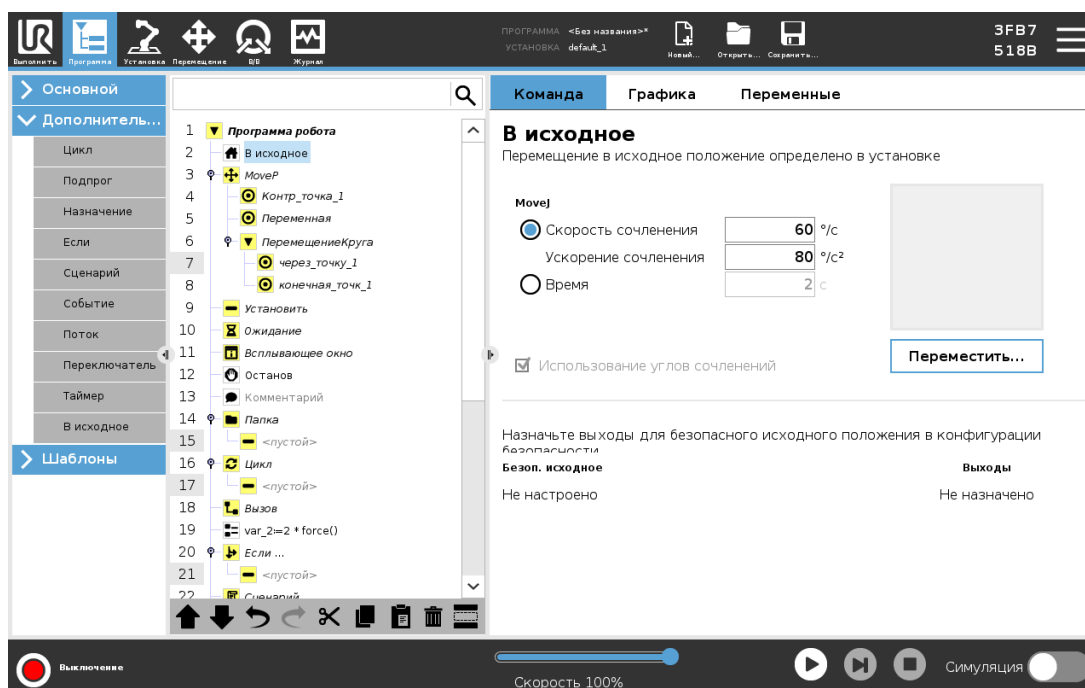 UR
ПРОГРАММА <Без названия>*
УСТАНОВКА default_1
Выполнить Программа Установка Перемещение В/В Журнал
Новый... Открыть... Сохранить...
3FB7
518B
Основной
Дополнитель...
Цикл
Подпрог
Назначение
Если
Сценарий
Событие
Поток
Переключатель
Таймер
В исходное
Шаблоны
1 Программа робота
2 В исходное
3 MoveP
4 Контр_точка_1
5 Переменная
6 ПеремещениеКруга
7 через_точку_1
8 конечная_точк_1
9 Установить
10 Ожидание
11 Всплывающее окно
12 Останов
13 Комментарий
14 Папка
15 <пустой>
16 Цикл
17 <пустой>
18 Вызов
19 var_2≔2 * force()
20 Если ...
21 <пустой>
22 Сценарий
Команда Графика Переменные
В исходное
Перемещение в исходное положение определено в установке
MoveJ
Скорость сочленения 60 °/с
Ускорение сочленения 80 °/с²
Время 2 с
Использование углов сочленений
Переместить...
Назначьте выходы для безопасного исходного положения в конфигурации
безопасности
Безоп. исходное Выходы
Не настроено Не назначено
Выключение
Скорость 100%
Симуляция